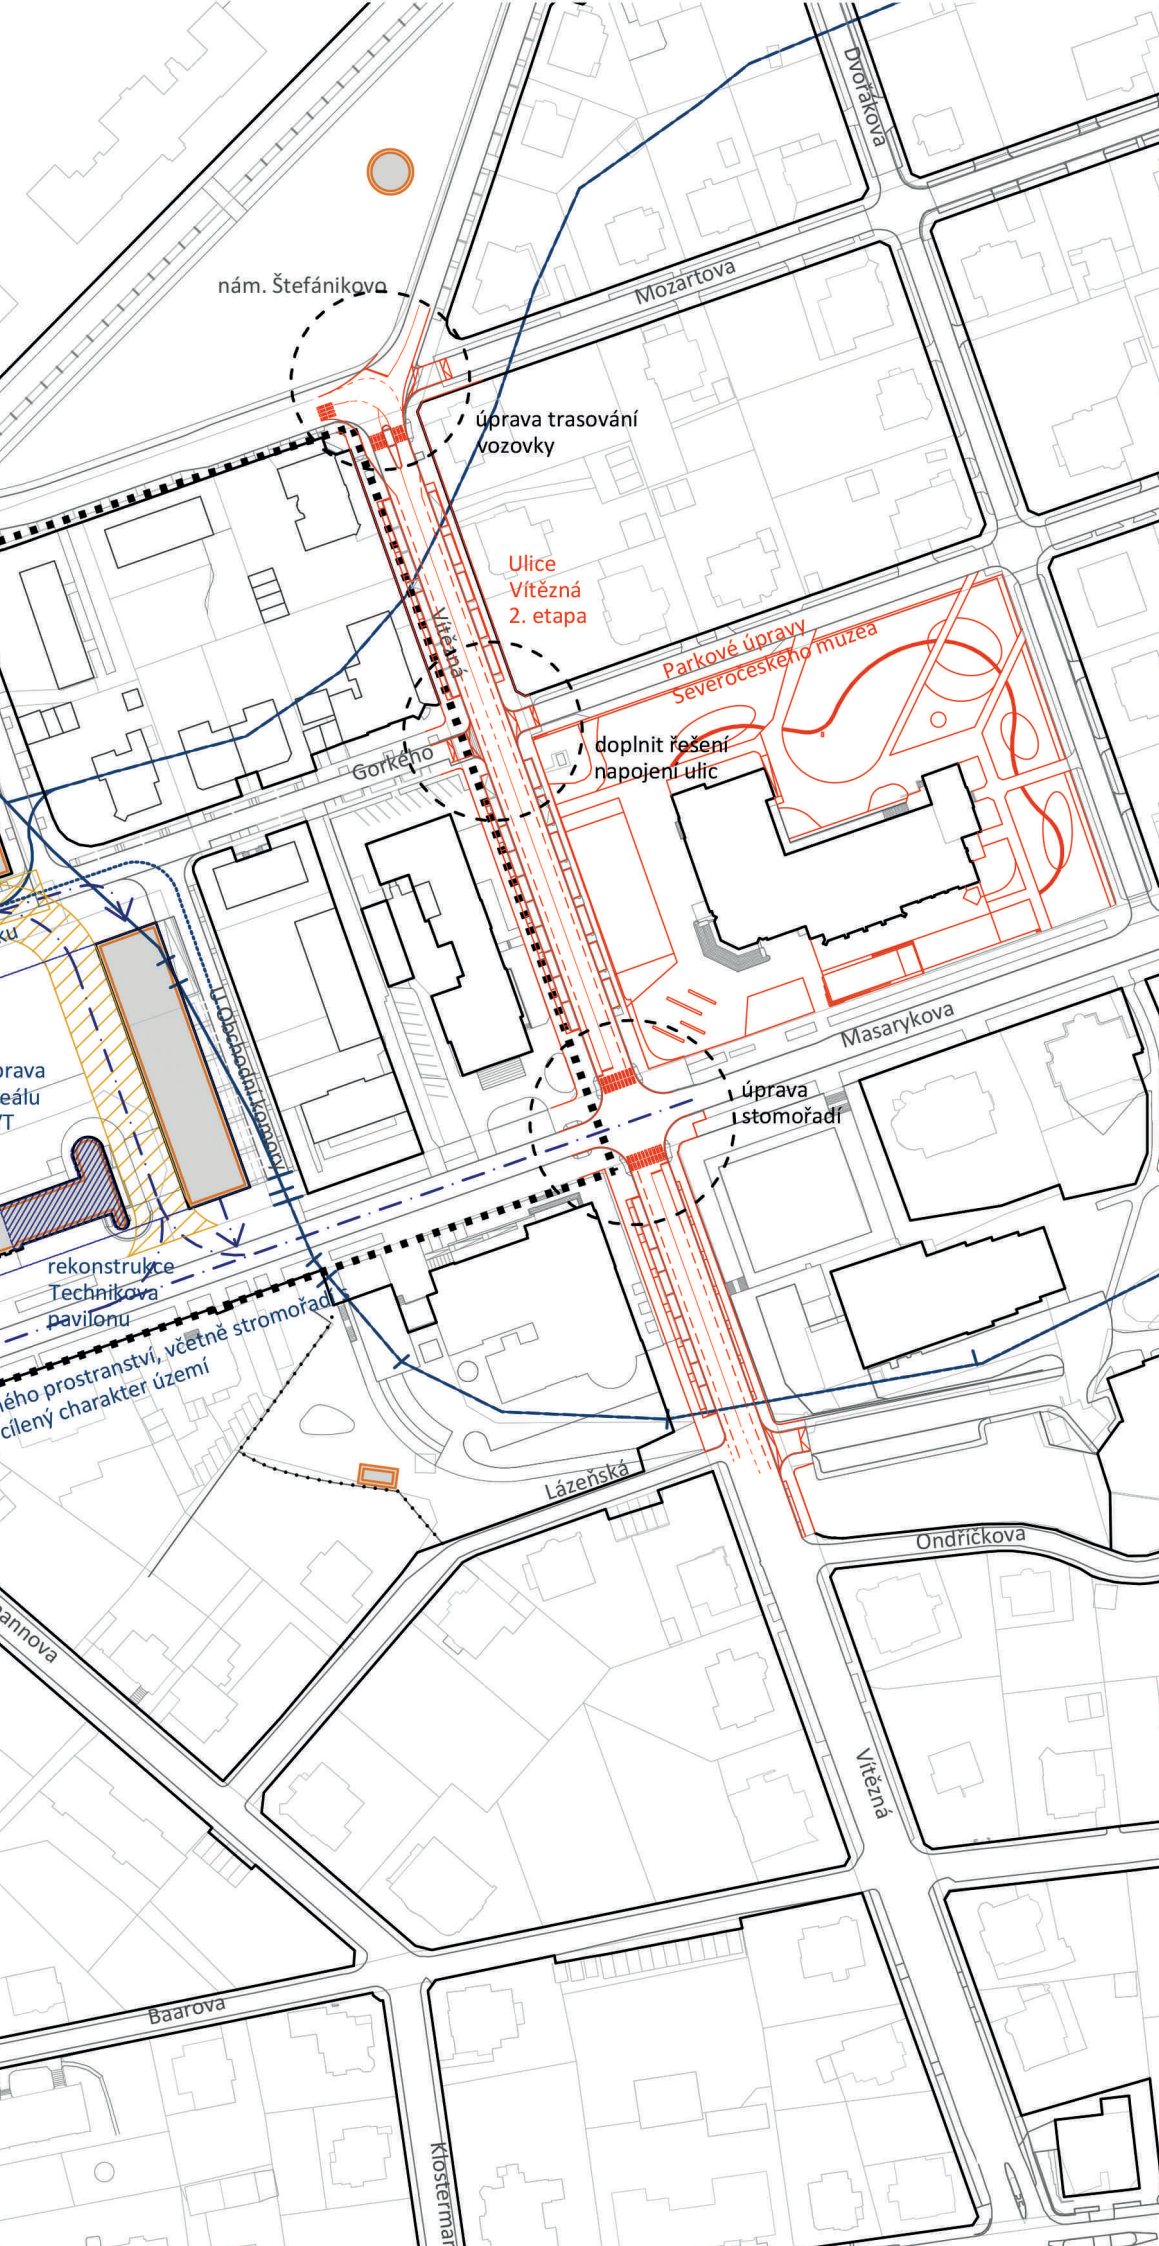 Dvořákova
nám. Štefánikovo
Mozartova
úprava trasování
vozovky
Ulice
Vítězná
2. etapa
Vítězná
Parkové úpravy
Severočeského muzea
doplnit řešení
napojení ulic
Gorkého
ku
U Obchodní komory
Masarykova
prava
eálu
VT
úprava
stomořadí
rekonstrukce
Technikova
pavilonu
ného prostranství, včetně stromořadí
cílený charakter území
Lázeňská
Ondříčkova
annova
Vítězná
Baarova
Klosterma